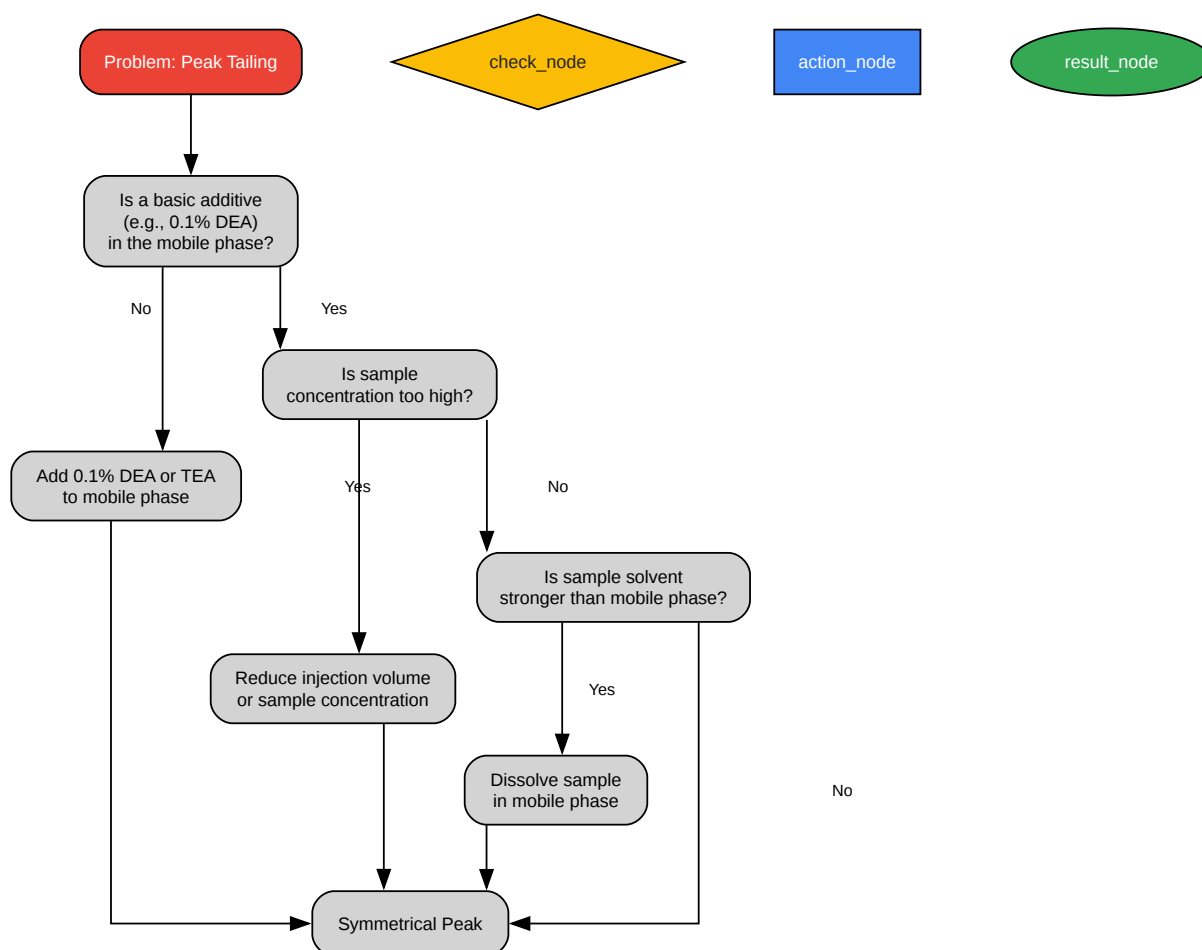 Problem: Peak Tailing
check_node
action_node
result_node
Is a basic additive
(e.g., 0.1% DEA)
in the mobile phase?
No
Yes
Is sample
concentration too high?
Add 0.1% DEA or TEA
to mobile phase
Yes
No
Is sample solvent
stronger than mobile phase?
Reduce injection volume
or sample concentration
Yes
Dissolve sample
in mobile phase
No
Symmetrical Peak